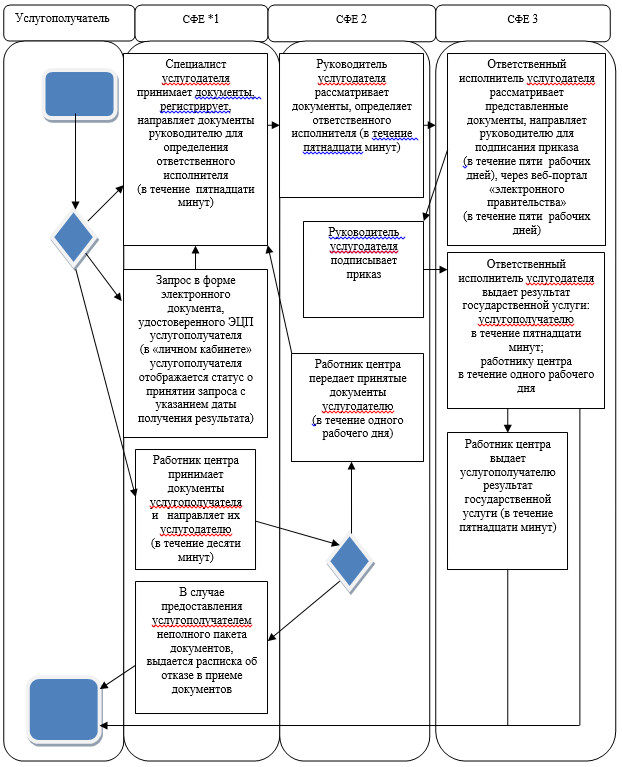 Услугополучатель
СФЕ *1
СФЕ 2
СФЕ 3
Специалист
услугодателя
принимает документы,
регистрирует,
направляет документы
руководителю для
определения
ответственного
исполнителя
(в течение  пятнадцати
минут)
Руководитель
услугодателя
рассматривает
документы, определяет
ответственного
исполнителя (в течение
пятнадцати минут)
Ответственный
исполнитель услугодателя
рассматривает
представленные
документы, направляет
руководителю для
подписания приказа
(в течение пяти  рабочих
дней), через веб-портал
«электронного
правительства»
(в течение пяти  рабочих
дней)
Руководитель
услугодателя
подписывает
приказ
Ответственный
исполнитель услугодателя
выдает результат
государственной услуги:
услугополучателю
в течение пятнадцати
минут;
работнику центра
в течение одного рабочего
дня
Запрос в форме
электронного
документа,
удостоверенного ЭЦП
услугополучателя
(в «личном кабинете»
услугополучателя
отображается статус о
принятии запроса с
указанием даты
получения результата)
Работник центра
передает принятые
документы
услугодателю
(в течение одного
рабочего дня)
Работник центра
принимает
документы
услугополучателя
и   направляет их
услугодателю
(в течение десяти
минут)
Работник центра
выдает
услугополучателю
результат
государственной
услуги (в течение
пятнадцати минут)
В случае
предоставления
услугополучателем
неполного пакета
документов,
выдается расписка об
отказе в приеме
документов